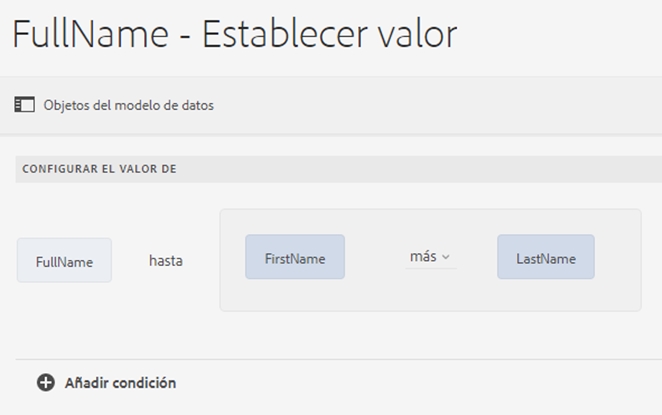 FullName - Establecer valor
Objetos del modelo de datos
CONFIGURAR EL VALOR DE
FullName hasta FirstName más LastName
Añadir condición